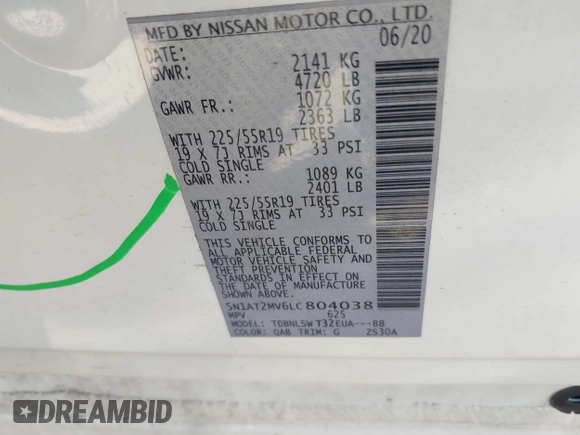 MFD BY NISSAN MOTOR CO., LTD.
DATE: 06/20
GVWR: 2141 KG
4720 LB
GAWR FR.: 1072 KG
2363 LB
WITH 225/55R19 TIRES
19 X 7J RIMS AT 33 PSI
COLD SINGLE
GAWR RR.: 1089 KG
2401 LB
WITH 225/55R19 TIRES
19 X 7J RIMS AT 33 PSI
COLD SINGLE
THIS VEHICLE CONFORMS TO
ALL APPLICABLE FEDERAL
MOTOR VEHICLE SAFETY AND
THEFT PREVENTION
STANDARDS IN EFFECT ON
THE DATE OF MANUFACTURE
SHOWN ABOVE.
5N1AT2MV6LC804038
MPV 625
MODEL: TDBNLSWT32EUA---BB
COLOR: QAB TRIM: G ZS30A
DREAMBID